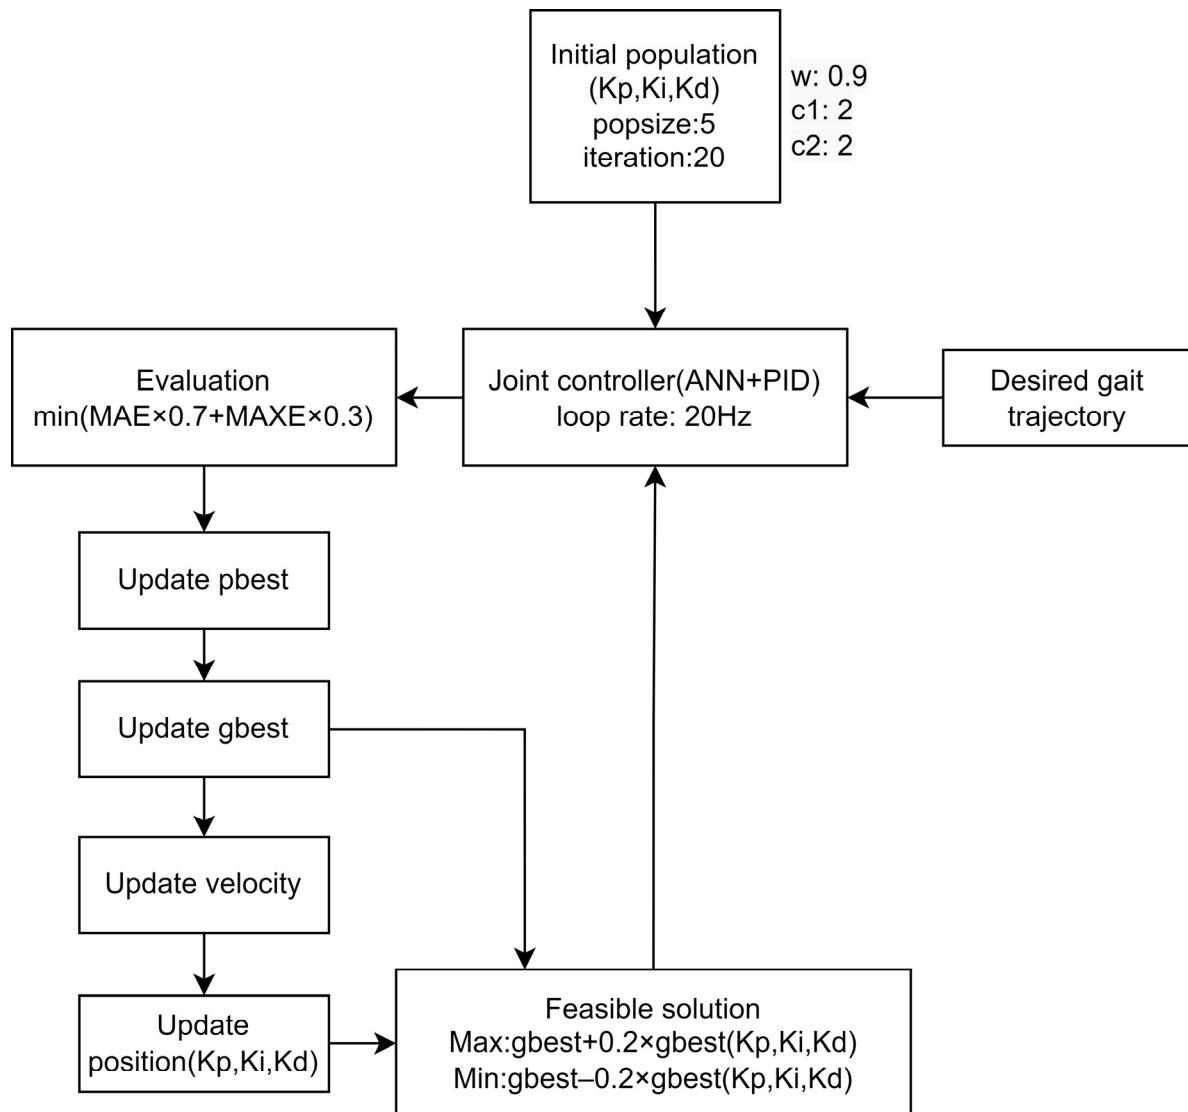 Initial population
(Kp,Ki,Kd)
popsize:5
iteration:20
w: 0.9
c1: 2
c2: 2
Evaluation
min(MAE×0.7+MAXE×0.3)
Joint controller(ANN+PID)
loop rate: 20Hz
Desired gait
trajectory
Update pbest
Update gbest
Update velocity
Update
position(Kp,Ki,Kd)
Feasible solution
Max:gbest+0.2×gbest(Kp,Ki,Kd)
Min:gbest–0.2×gbest(Kp,Ki,Kd)